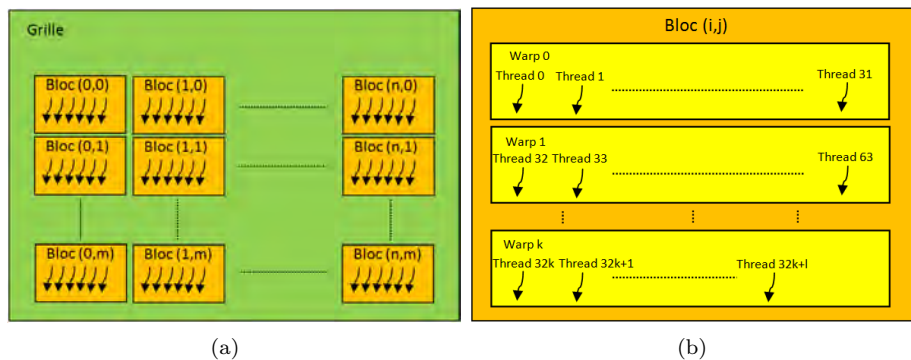 Grille
Bloc (0,0) Bloc (1,0) Bloc (n,0)
Bloc (0,1) Bloc (1,1) Bloc (n,1)
Bloc (0,m) Bloc (1,m) Bloc (n,m)
(a)
Bloc (i,j)
Warp 0
Thread 0 Thread 1 Thread 31
Warp 1
Thread 32 Thread 33 Thread 63
Warp k
Thread 32k Thread 32k+1 Thread 32k+l
(b)